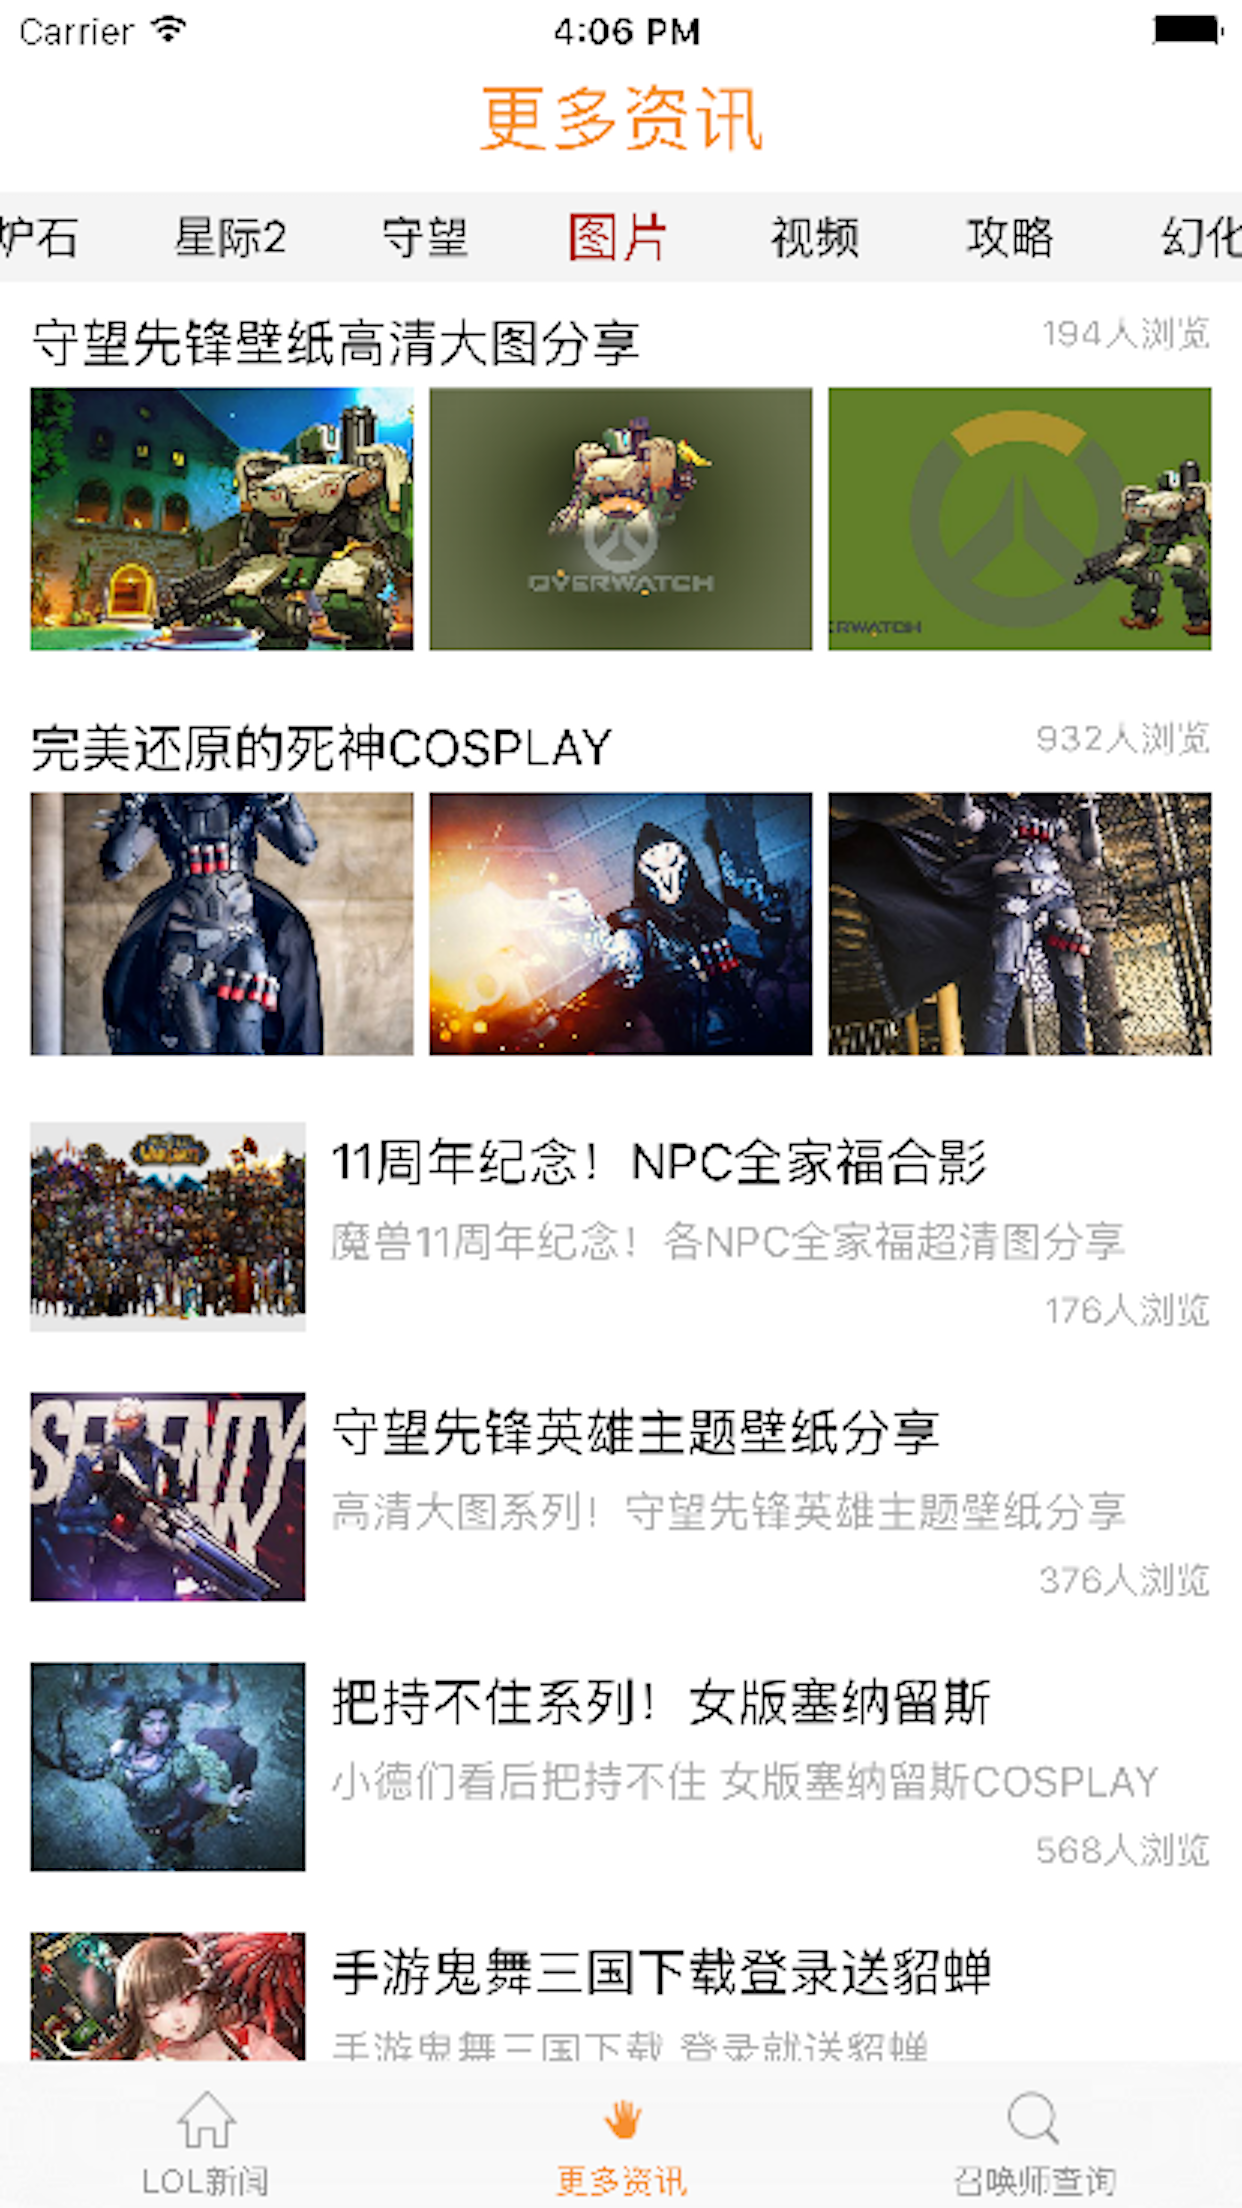 Carrier 4:06 PM
更多资讯
炉石 星际2 守望 图片 视频 攻略 幻化
守望先锋壁纸高清大图分享 194人浏览
OVERWATCH
ERWATCH
完美还原的死神COSPLAY 932人浏览
11周年纪念！NPC全家福合影
魔兽11周年纪念！各NPC全家福超清图分享
176人浏览
守望先锋英雄主题壁纸分享
高清大图系列！守望先锋英雄主题壁纸分享
376人浏览
把持不住系列！女版塞纳留斯
小德们看后把持不住 女版塞纳留斯COSPLAY
568人浏览
手游鬼舞三国下载登录送貂蝉
手游鬼舞三国下载 登录就送貂蝉
LOL新闻 更多资讯 召唤师查询